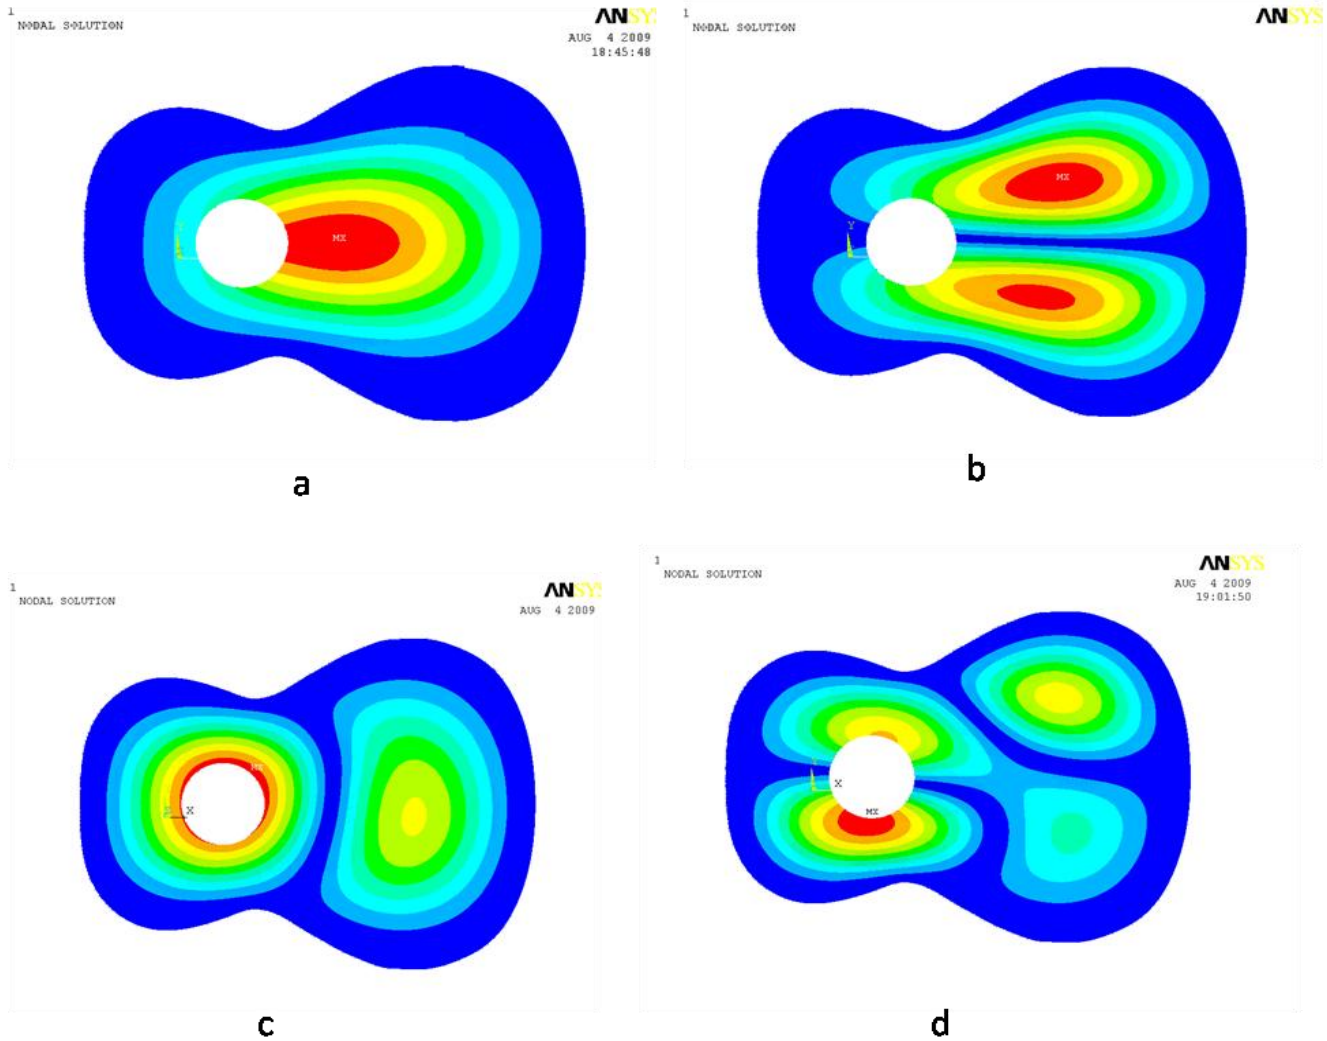 1
NODAL SOLUTION
ANSYS
AUG 4 2009
18:45:48
MX
a
1
NODAL SOLUTION
ANSYS
MX
Y
b
1
NODAL SOLUTION
ANSYS
AUG 4 2009
MX
X
c
1
NODAL SOLUTION
ANSYS
AUG 4 2009
19:01:50
X
MX
d